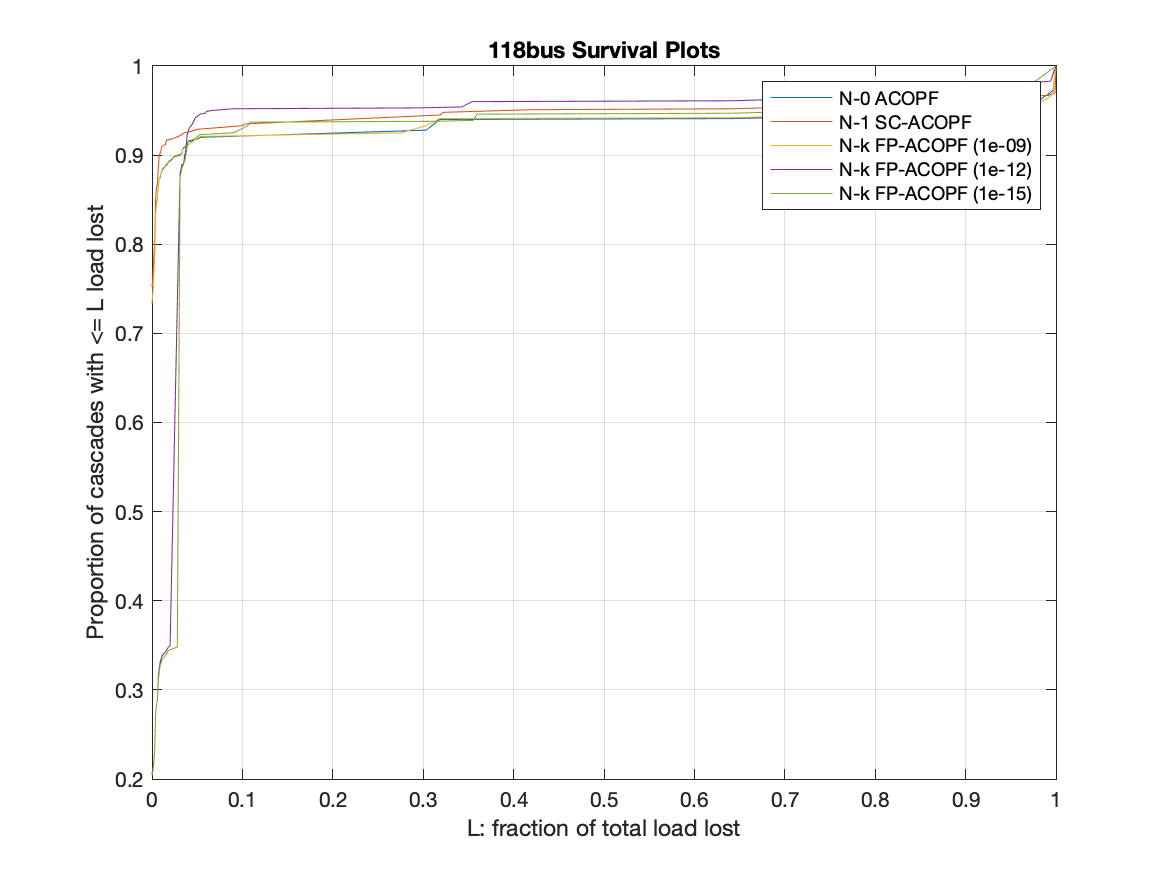 118bus Survival Plots
1
0.9
0.8
0.7
0.6
0.5
0.4
0.3
0.2
Proportion of cascades with <= L load lost
N-0 ACOPF
N-1 SC-ACOPF
N-k FP-ACOPF (1e-09)
N-k FP-ACOPF (1e-12)
N-k FP-ACOPF (1e-15)
0 0.1 0.2 0.3 0.4 0.5 0.6 0.7 0.8 0.9 1
L: fraction of total load lost